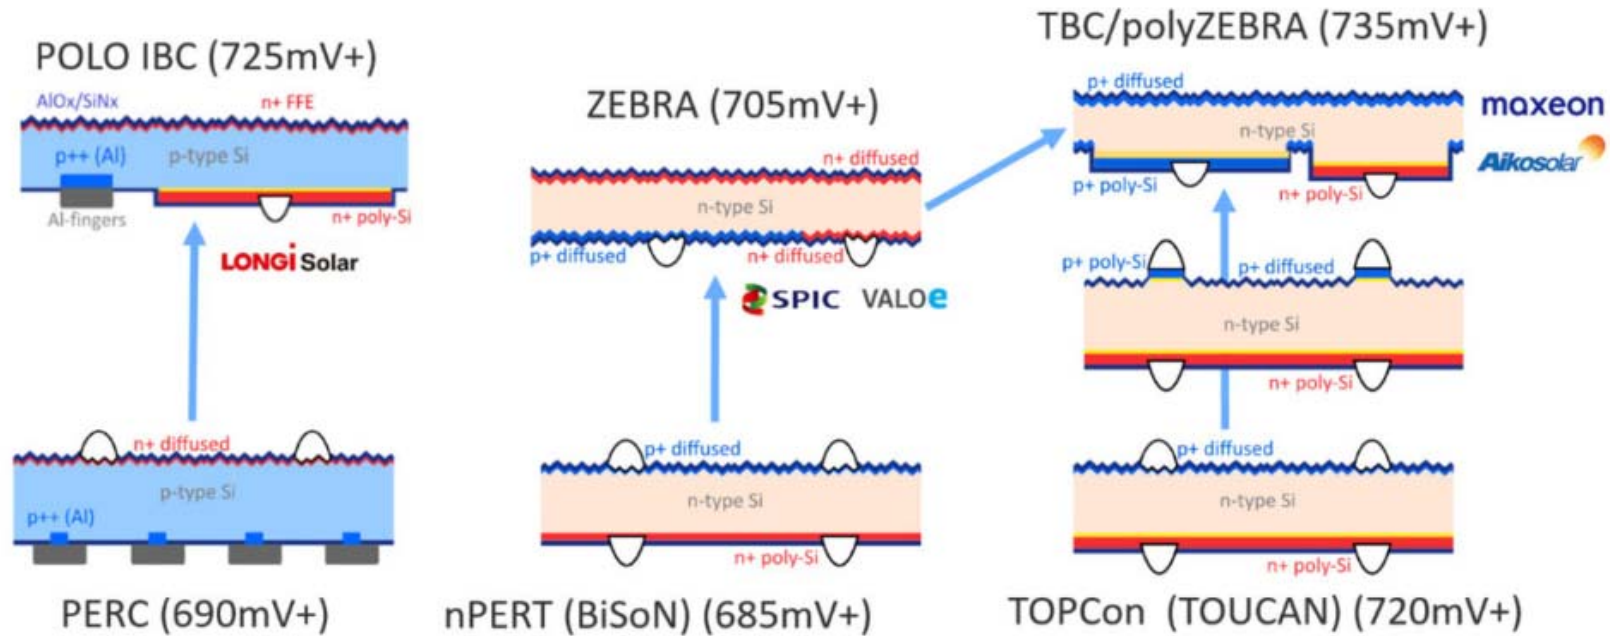 POLO IBC (725mV+)
AlOx/SiNx
n+ FFE
p++ (Al)
p-type Si
Al-fingers
n+ poly-Si
LONGi Solar
n+ diffused
p-type Si
p++ (Al)
PERC (690mV+)
ZEBRA (705mV+)
n+ diffused
n-type Si
p+ diffused
n+ diffused
SPIC
VALOe
p+ diffused
n-type Si
n+ poly-Si
nPERT (BiSoN) (685mV+)
TBC/polyZEBRA (735mV+)
p+ diffused
n-type Si
p+ poly-Si
n+ poly-Si
maxeon
Aikosolar
p+ poly-Si
p+ diffused
n-type Si
n+ poly-Si
p+ diffused
n-type Si
n+ poly-Si
TOPCon (TOUCAN) (720mV+)